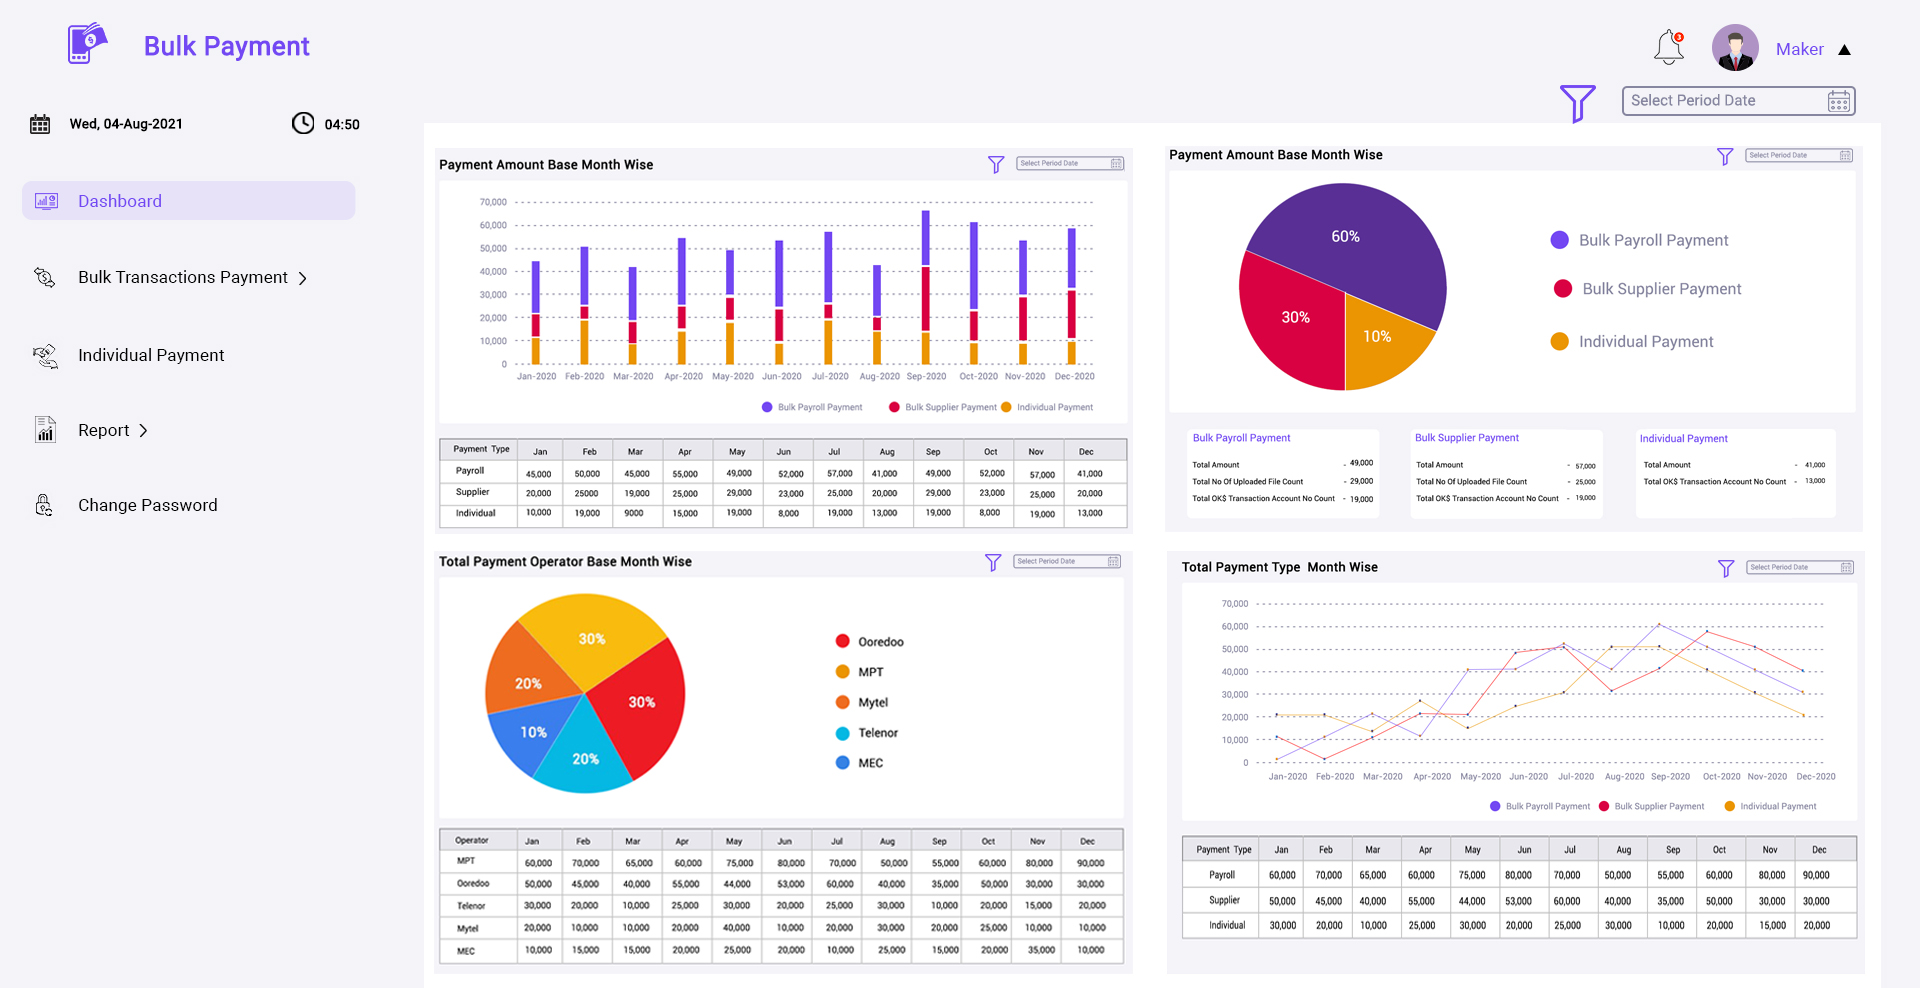 Bulk Payment
3
Maker
Select Period Date
Wed, 04-Aug-2021
04:50
Dashboard
Bulk Transactions Payment
Individual Payment
Report
Change Password
Payment Amount Base Month Wise
Select Period Date
70,000
60,000
50,000
40,000
30,000
20,000
10,000
0
Jan-2020 Feb-2020 Mar-2020 Apr-2020 May-2020 Jun-2020 Jul-2020 Aug-2020 Sep-2020 Oct-2020 Nov-2020 Dec-2020
Bulk Payroll Payment Bulk Supplier Payment Individual Payment
Payment Type Jan Feb Mar Apr May Jun Jul Aug Sep Oct Nov Dec
Payroll 45,000 50,000 45,000 55,000 49,000 52,000 57,000 41,000 49,000 52,000 57,000 41,000
Supplier 20,000 25000 19,000 25,000 29,000 23,000 25,000 20,000 29,000 23,000 25,000 20,000
Individual 10,000 19,000 9000 15,000 19,000 8,000 19,000 13,000 19,000 8,000 19,000 13,000
Payment Amount Base Month Wise
Select Period Date
60%
30%
10%
Bulk Payroll Payment
Bulk Supplier Payment
Individual Payment
Bulk Payroll Payment
Total Amount - 49,000
Total No Of Uploaded File Count - 29,000
Total OK$ Transaction Account No Count - 19,000
Bulk Supplier Payment
Total Amount - 57,000
Total No Of Uploaded File Count - 25,000
Total OK$ Transaction Account No Count - 19,000
Individual Payment
Total Amount - 41,000
Total OK$ Transaction Account No Count - 13,000
Total Payment Operator Base Month Wise
Select Period Date
30%
20%
30%
10%
20%
Ooredoo
MPT
Mytel
Telenor
MEC
Operator Jan Feb Mar Apr May Jun Jul Aug Sep Oct Nov Dec
MPT 60,000 70,000 65,000 60,000 75,000 80,000 70,000 50,000 55,000 60,000 80,000 90,000
Ooredoo 50,000 45,000 40,000 55,000 44,000 53,000 60,000 40,000 35,000 50,000 30,000 30,000
Telenor 30,000 20,000 10,000 25,000 30,000 20,000 25,000 30,000 10,000 20,000 15,000 20,000
Mytel 20,000 10,000 10,000 20,000 40,000 10,000 20,000 30,000 20,000 25,000 10,000 10,000
MEC 10,000 15,000 15,000 20,000 25,000 20,000 10,000 25,000 15,000 20,000 35,000 10,000
Total Payment Type Month Wise
Select Period Date
70,000
60,000
50,000
40,000
30,000
20,000
10,000
0
Jan-2020 Feb-2020 Mar-2020 Apr-2020 May-2020 Jun-2020 Jul-2020 Aug-2020 Sep-2020 Oct-2020 Nov-2020 Dec-2020
Bulk Payroll Payment Bulk Supplier Payment Individual Payment
Payment Type Jan Feb Mar Apr May Jun Jul Aug Sep Oct Nov Dec
Payroll 60,000 70,000 65,000 60,000 75,000 80,000 70,000 50,000 55,000 60,000 80,000 90,000
Supplier 50,000 45,000 40,000 55,000 44,000 53,000 60,000 40,000 35,000 50,000 30,000 30,000
Individual 30,000 20,000 10,000 25,000 30,000 20,000 25,000 30,000 10,000 20,000 15,000 20,000